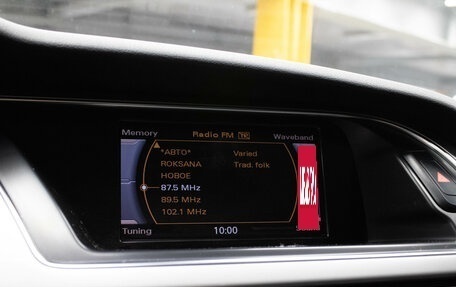 Memory Radio FM TP Waveband
*АВТО* Varied
ROKSANA Trad. folk
НОВОЕ
87.5 MHz
89.5 MHz
102.1 MHz
Tuning 10:00